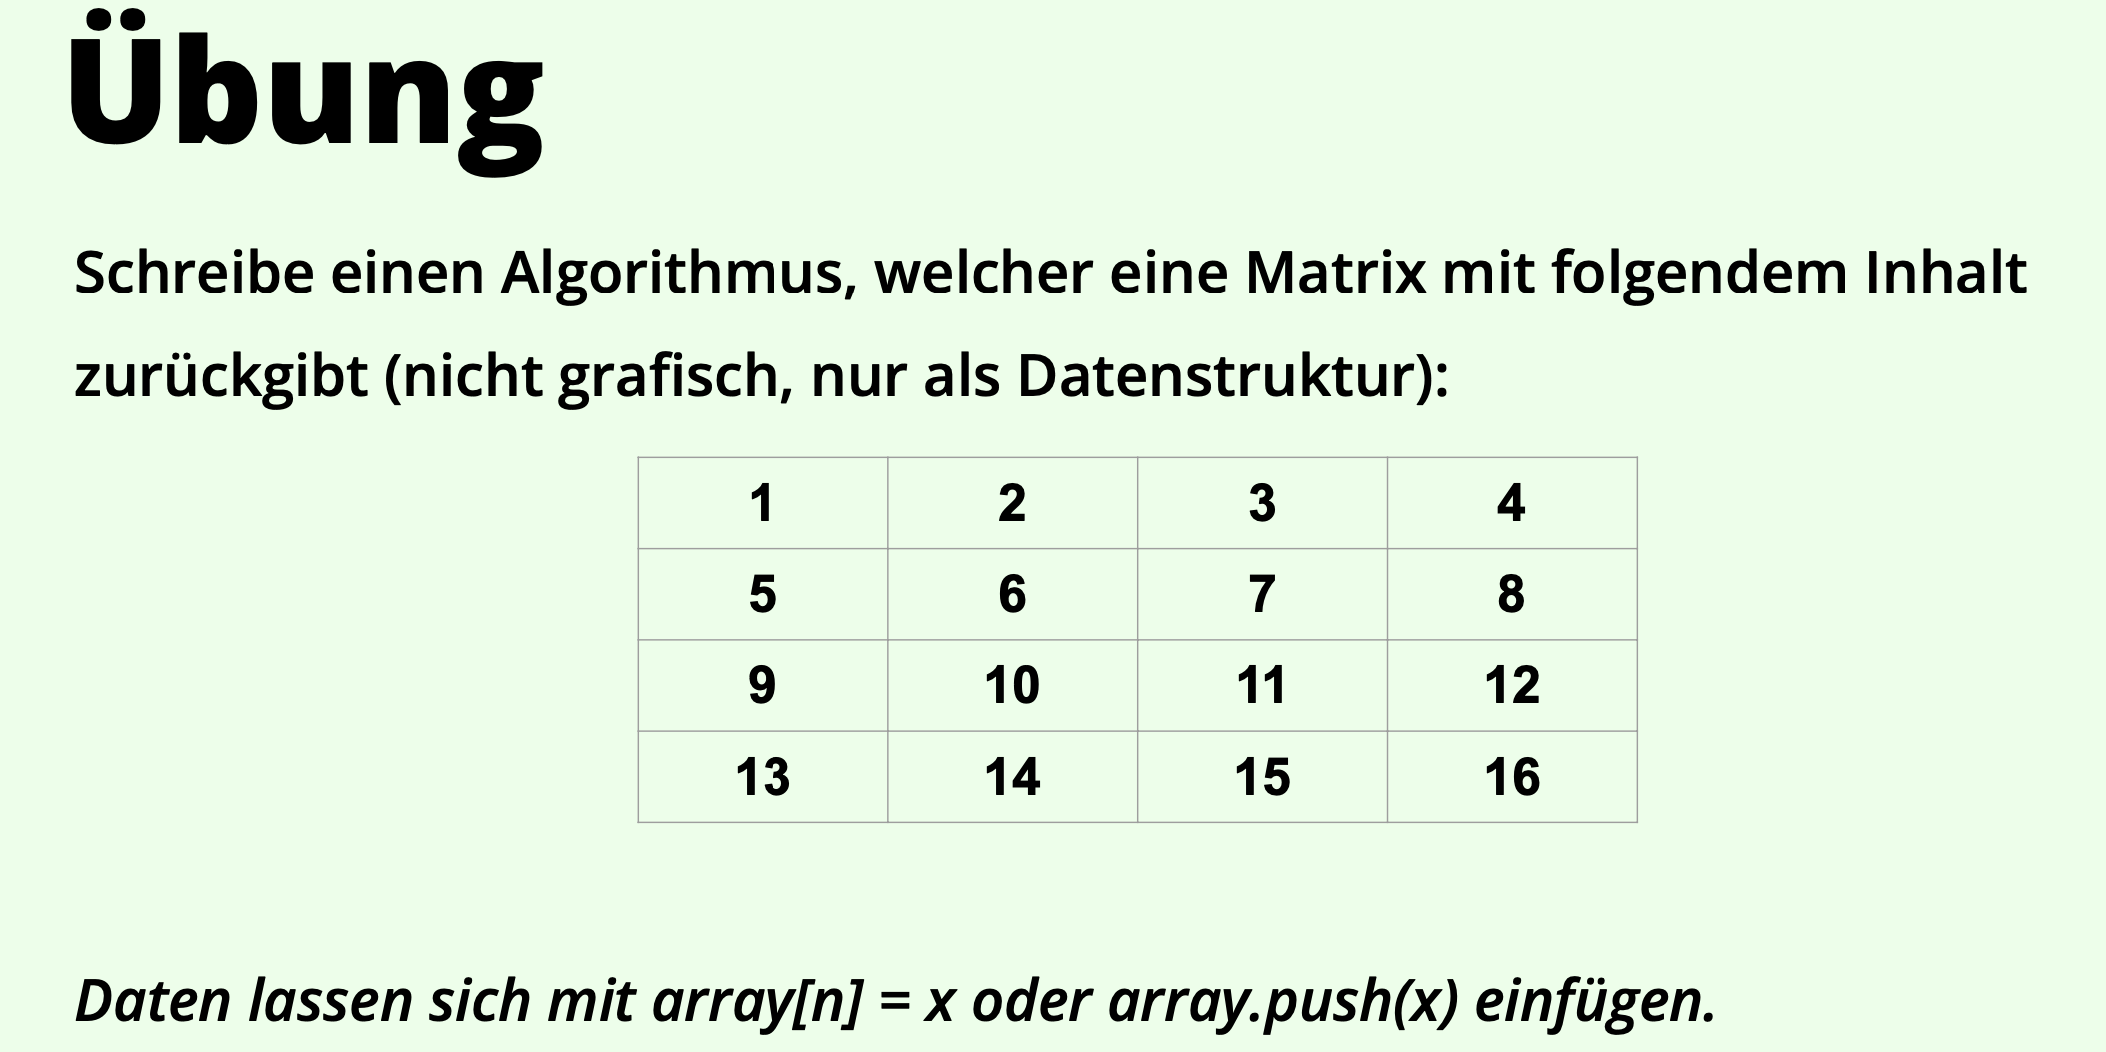 Übung
Schreibe einen Algorithmus, welcher eine Matrix mit folgendem Inhalt
zurückgibt (nicht grafisch, nur als Datenstruktur):
1 2 3 4
5 6 7 8
9 10 11 12
13 14 15 16
Daten lassen sich mit array[n] = x oder array.push(x) einfügen.